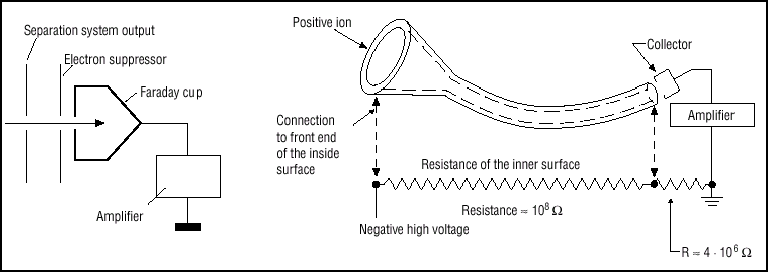 Separation system output
Electron suppressor
Faraday cup
Amplifier
Positive ion
Collector
Connection
to front end
of the inside
surface
Amplifier
Resistance of the inner surface
Resistance ≈ 10⁸ Ω
Negative high voltage
R ≈ 4 · 10⁶ Ω